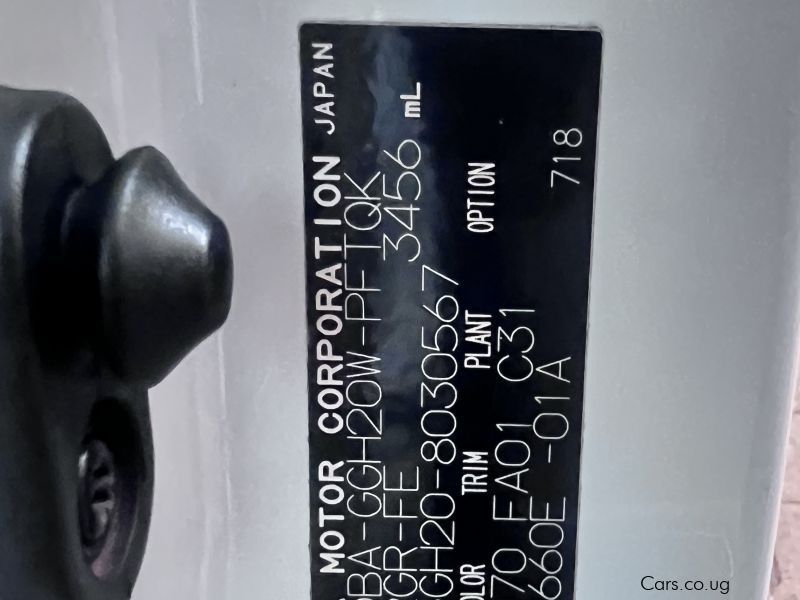 MOTOR CORPORATION JAPAN
BA-GGH20W-PFTQK
GR-FE 3456 mL
GH20-8030567
OLOR TRIM PLANT OPTION
70 FA01 C31
660E -01A 718
Cars.co.ug